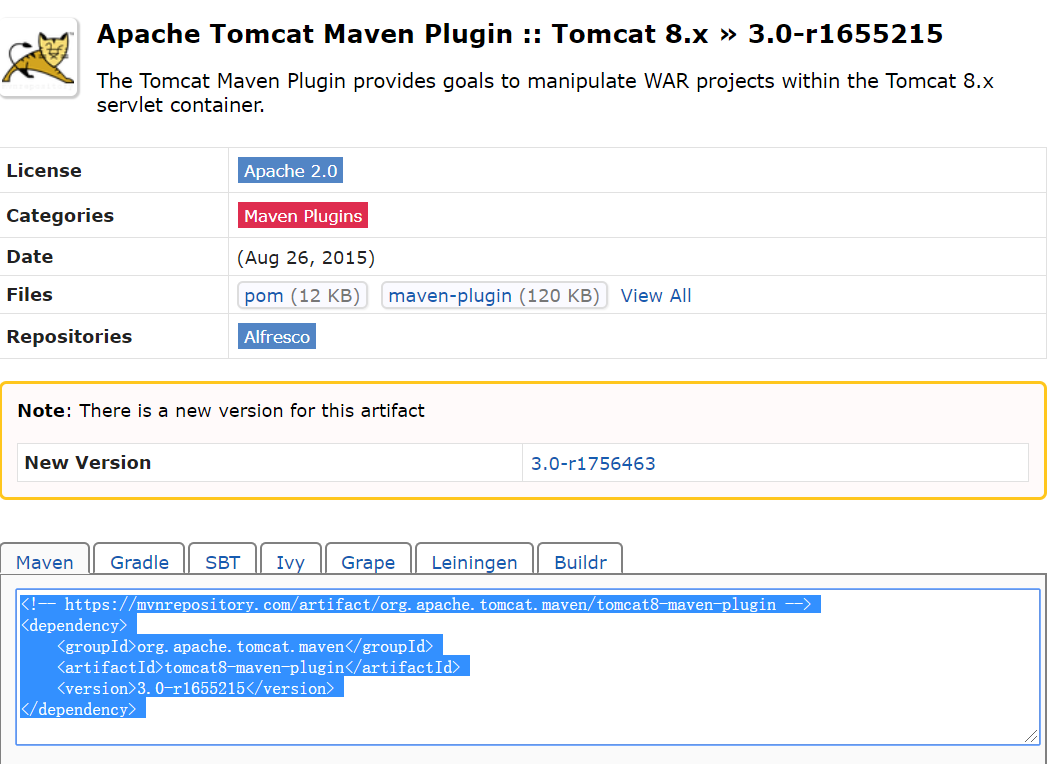 Apache Tomcat Maven Plugin :: Tomcat 8.x » 3.0-r1655215
The Tomcat Maven Plugin provides goals to manipulate WAR projects within the Tomcat 8.x
servlet container.
License Apache 2.0
Categories Maven Plugins
Date (Aug 26, 2015)
Files pom (12 KB) maven-plugin (120 KB) View All
Repositories Alfresco
Note: There is a new version for this artifact
New Version 3.0-r1756463
Maven Gradle SBT Ivy Grape Leiningen Buildr
<!-- https://mvnrepository.com/artifact/org.apache.tomcat.maven/tomcat8-maven-plugin -->
<dependency>
    <groupId>org.apache.tomcat.maven</groupId>
    <artifactId>tomcat8-maven-plugin</artifactId>
    <version>3.0-r1655215</version>
</dependency>